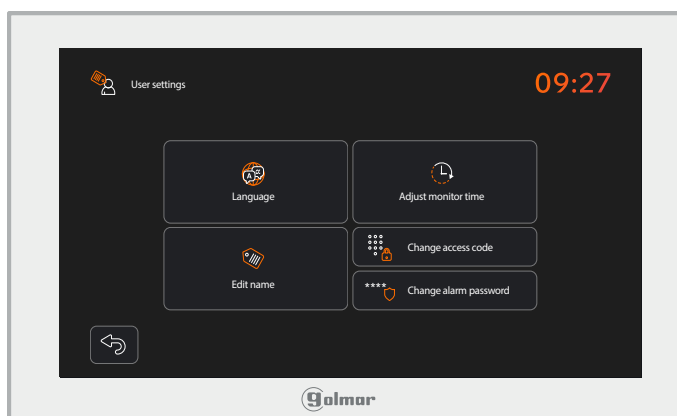 User settings
09:27
Language
Adjust monitor time
Change access code
Edit name
****
Change alarm password
golmar